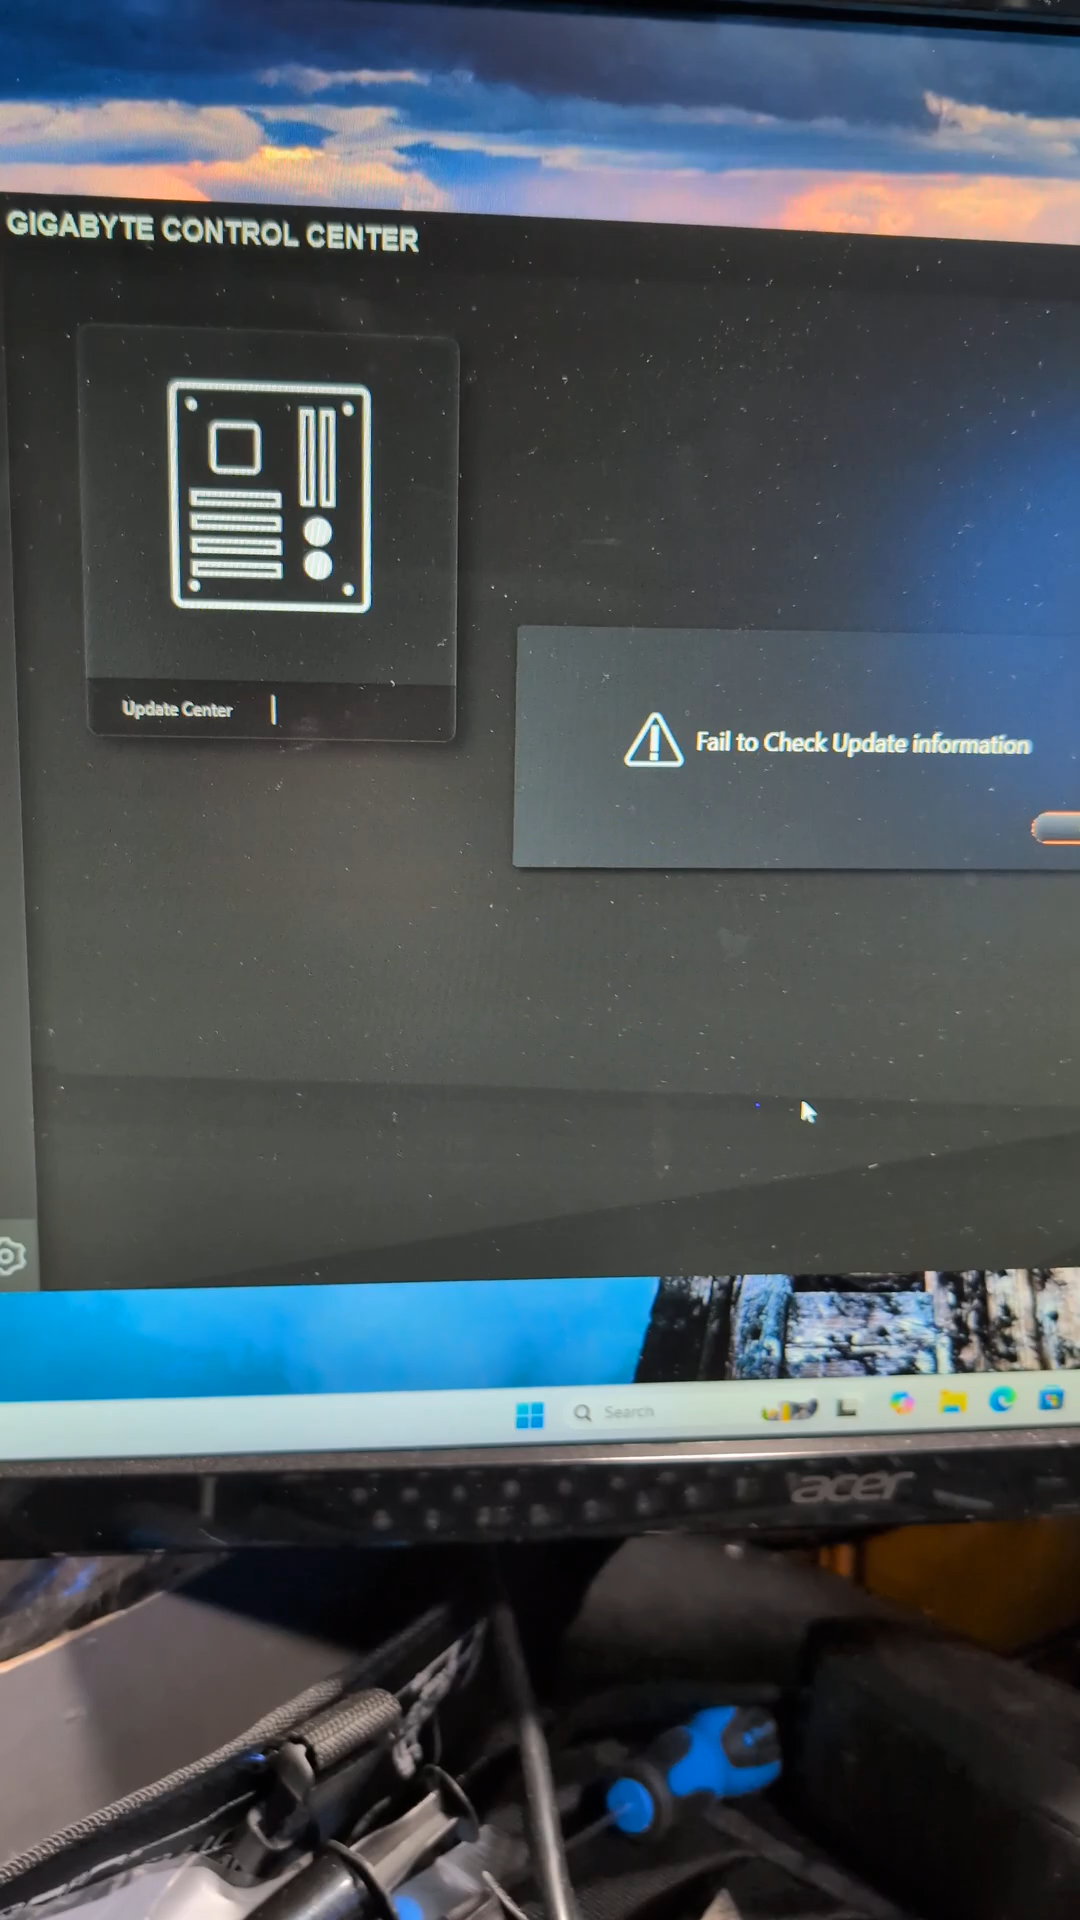 GIGABYTE CONTROL CENTER
Update Center
Fail to Check Update information
Search
acer